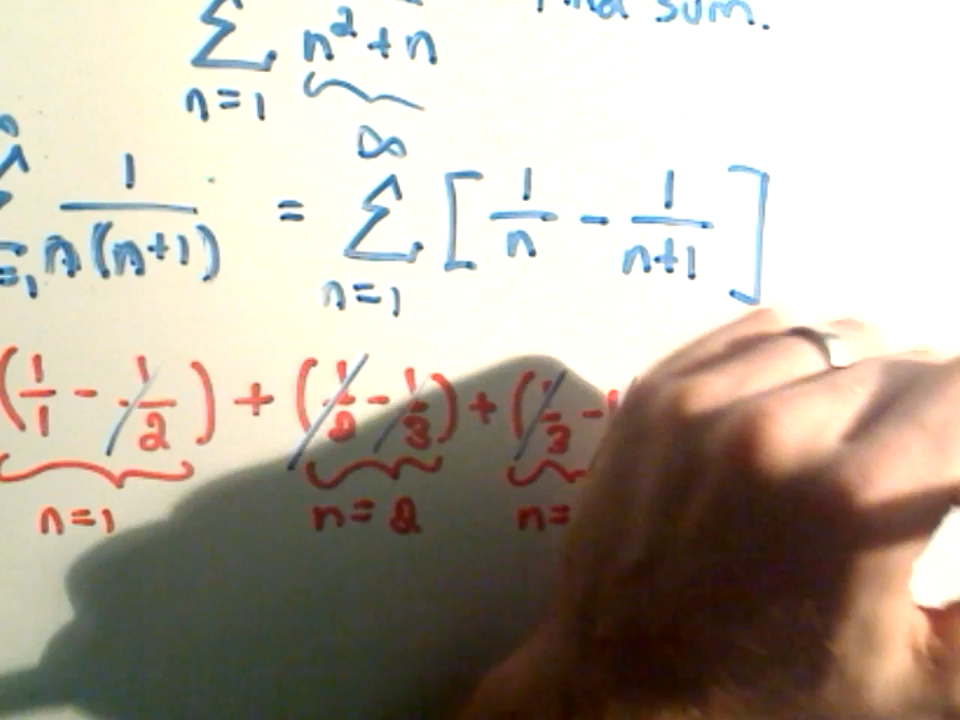 Find sum.
∑ n² + n
n=1
∞
∑ 1/(n(n+1)) = ∑ [ 1/n - 1/(n+1) ]
=1 n=1
(1/1 - 1/2) + (1/2 - 1/3) + (1/3 -
n=1 n=2 n=